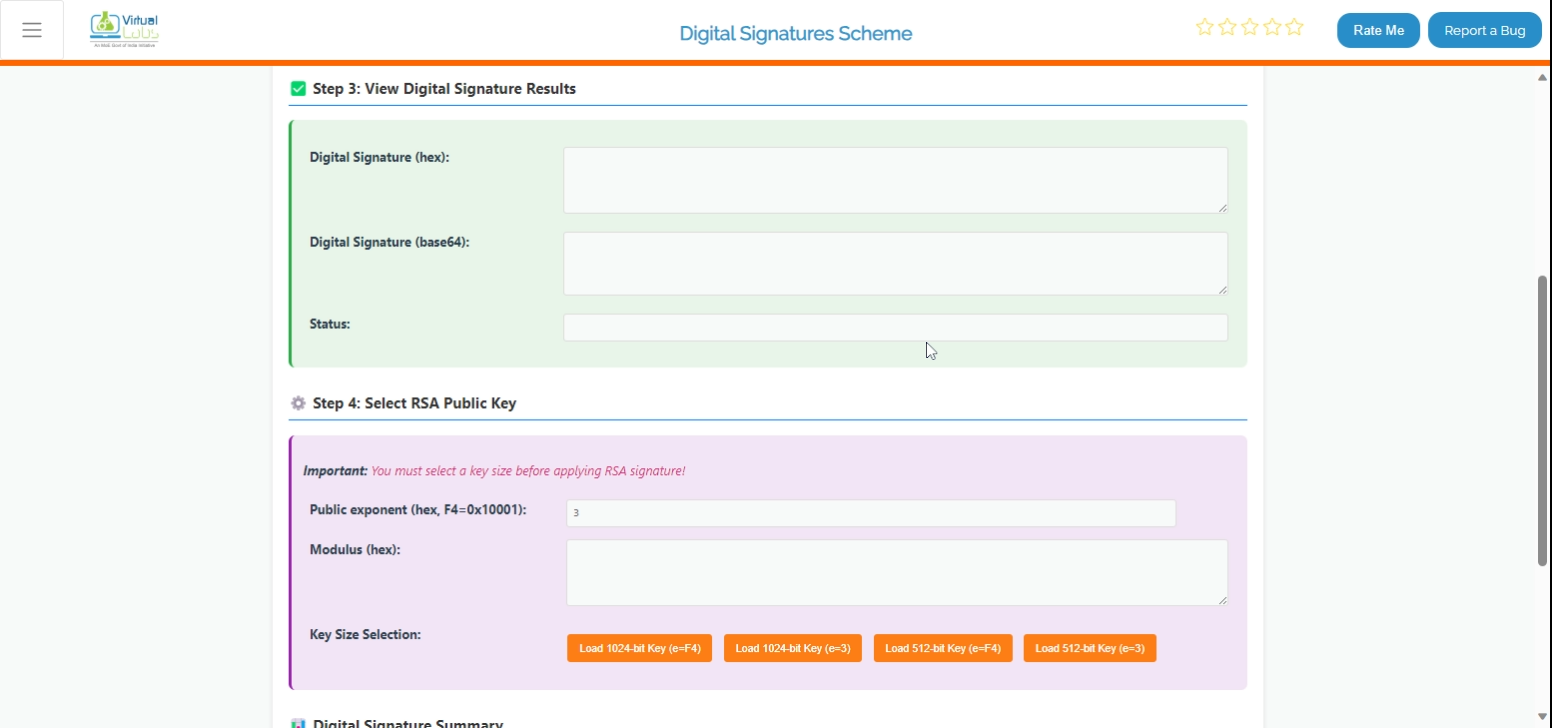 Virtual
Labs
An MoE Govt of India Initiative
Digital Signatures Scheme
Rate Me
Report a Bug
Step 3: View Digital Signature Results
Digital Signature (hex):
Digital Signature (base64):
Status:
Step 4: Select RSA Public Key
Important: You must select a key size before applying RSA signature!
Public exponent (hex, F4=0x10001):
3
Modulus (hex):
Key Size Selection:
Load 1024-bit Key (e=F4)
Load 1024-bit Key (e=3)
Load 512-bit Key (e=F4)
Load 512-bit Key (e=3)
Digital Signature Summary